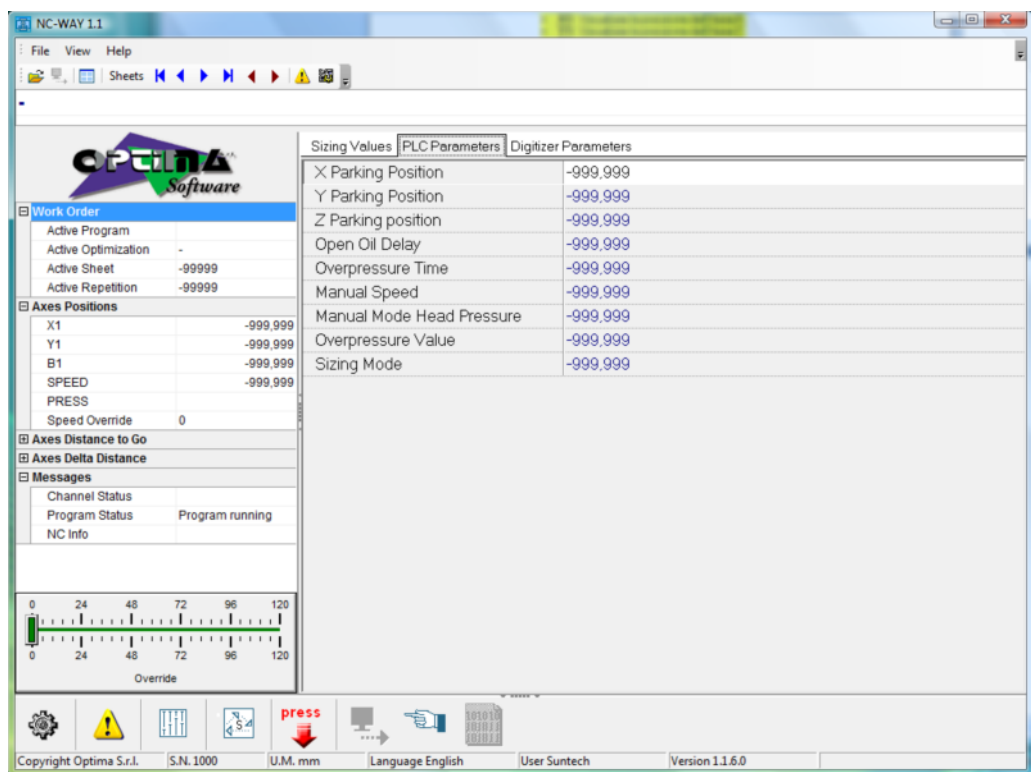 NC-WAY 1.1
File View Help
Sheets
-
OPTIMA
Software
Sizing Values PLC Parameters Digitizer Parameters
X Parking Position -999,999
Y Parking Position -999,999
Z Parking position -999,999
Open Oil Delay -999,999
Overpressure Time -999,999
Manual Speed -999,999
Manual Mode Head Pressure -999,999
Overpressure Value -999,999
Sizing Mode -999,999
Work Order
Active Program
Active Optimization -
Active Sheet -99999
Active Repetition -99999
Axes Positions
X1 -999,999
Y1 -999,999
B1 -999,999
SPEED -999,999
PRESS
Speed Override 0
Axes Distance to Go
Axes Delta Distance
Messages
Channel Status
Program Status Program running
NC Info
0 24 48 72 96 120
0 24 48 72 96 120
Override
press
S
101010
101011
101011
Copyright Optima S.r.l. S.N. 1000 U.M. mm Language English User Suntech Version 1.1.6.0